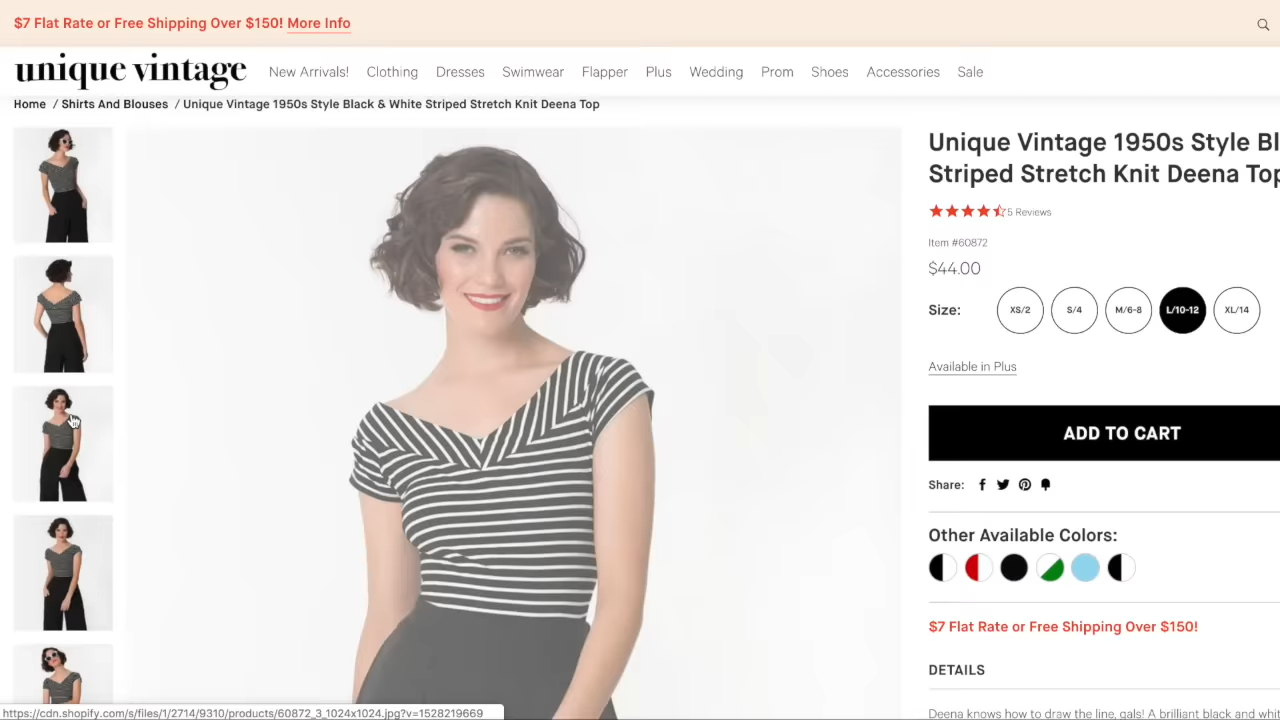 $7 Flat Rate or Free Shipping Over $150! More Info
unique vintage
New Arrivals! Clothing Dresses Swimwear Flapper Plus Wedding Prom Shoes Accessories Sale
Home / Shirts And Blouses / Unique Vintage 1950s Style Black & White Striped Stretch Knit Deena Top
Unique Vintage 1950s Style Bl
Striped Stretch Knit Deena Top
5 Reviews
Item #60872
$44.00
Size: XS/2 S/4 M/6-8 L/10-12 XL/14
Available in Plus
ADD TO CART
Share:
Other Available Colors:
$7 Flat Rate or Free Shipping Over $150!
DETAILS
Deena knows how to draw the line, gals! A brilliant black and whi
https://cdn.shopify.com/s/files/1/2714/9310/products/60872_3_1024x1024.jpg?v=1528219669